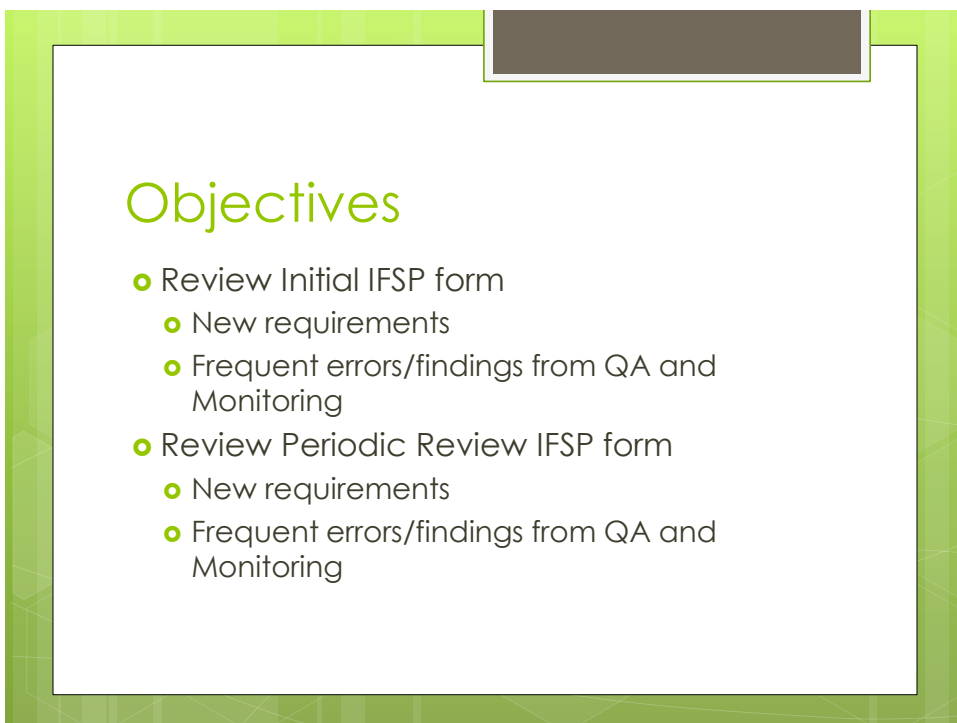 Objectives
Review Initial IFSP form
New requirements
Frequent errors/findings from QA and
Monitoring
Review Periodic Review IFSP form
New requirements
Frequent errors/findings from QA and
Monitoring